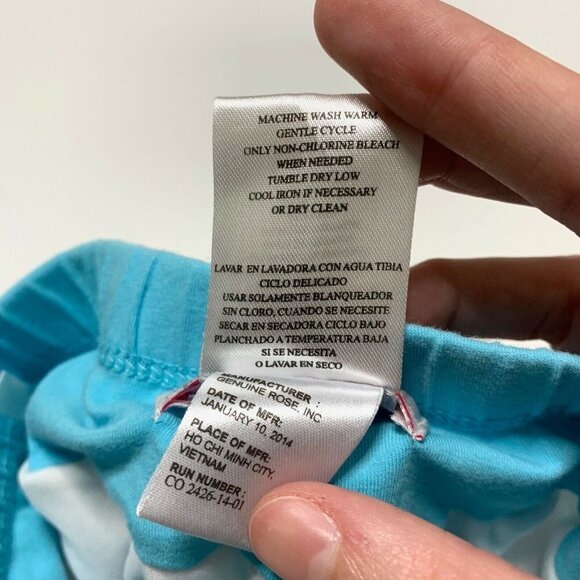 MACHINE WASH WARM
GENTLE CYCLE
ONLY NON-CHLORINE BLEACH
WHEN NEEDED
TUMBLE DRY LOW
COOL IRON IF NECESSARY
OR DRY CLEAN
LAVAR EN LAVADORA CON AGUA TIBIA
CICLO DELICADO
USAR SOLAMENTE BLANQUEADOR
SIN CLORO, CUANDO SE NECESITE
SECAR EN SECADORA CICLO BAJO
PLANCHADO A TEMPERATURA BAJA
SI SE NECESITA
O LAVAR EN SECO
MANUFACTURER :
GENUINE ROSE, INC
DATE OF MFR:
JANUARY 10, 2014
PLACE OF MFR:
HO CHI MINH CITY,
VIETNAM
RUN NUMBER :
CO 2426-14-01